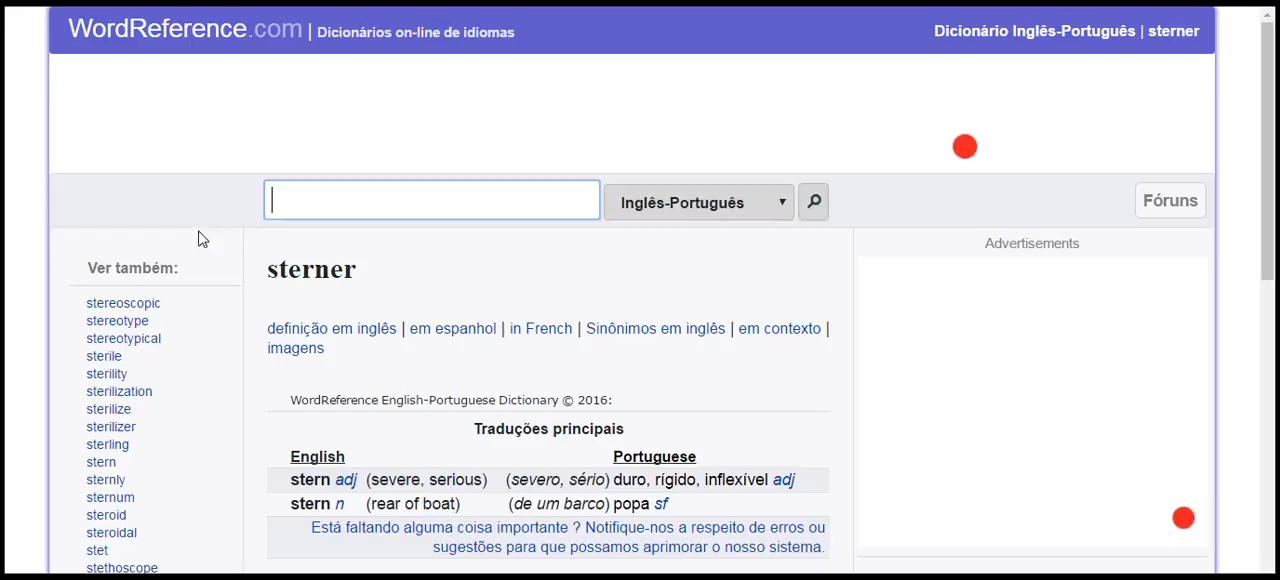 WordReference.com | Dicionários on-line de idiomas
Dicionário Inglês-Português | sterner
Inglês-Português
Fóruns
Ver também:
stereoscopic
stereotype
stereotypical
sterile
sterility
sterilization
sterilize
sterilizer
sterling
stern
sternly
sternum
steroid
steroidal
stet
stethoscope
sterner
definição em inglês | em espanhol | in French | Sinônimos em inglês | em contexto |
imagens
WordReference English-Portuguese Dictionary © 2016:
Traduções principais
English Portuguese
stern adj (severe, serious) (severo, sério) duro, rígido, inflexível adj
stern n (rear of boat) (de um barco) popa sf
Está faltando alguma coisa importante ? Notifique-nos a respeito de erros ou
sugestões para que possamos aprimorar o nosso sistema.
Advertisements